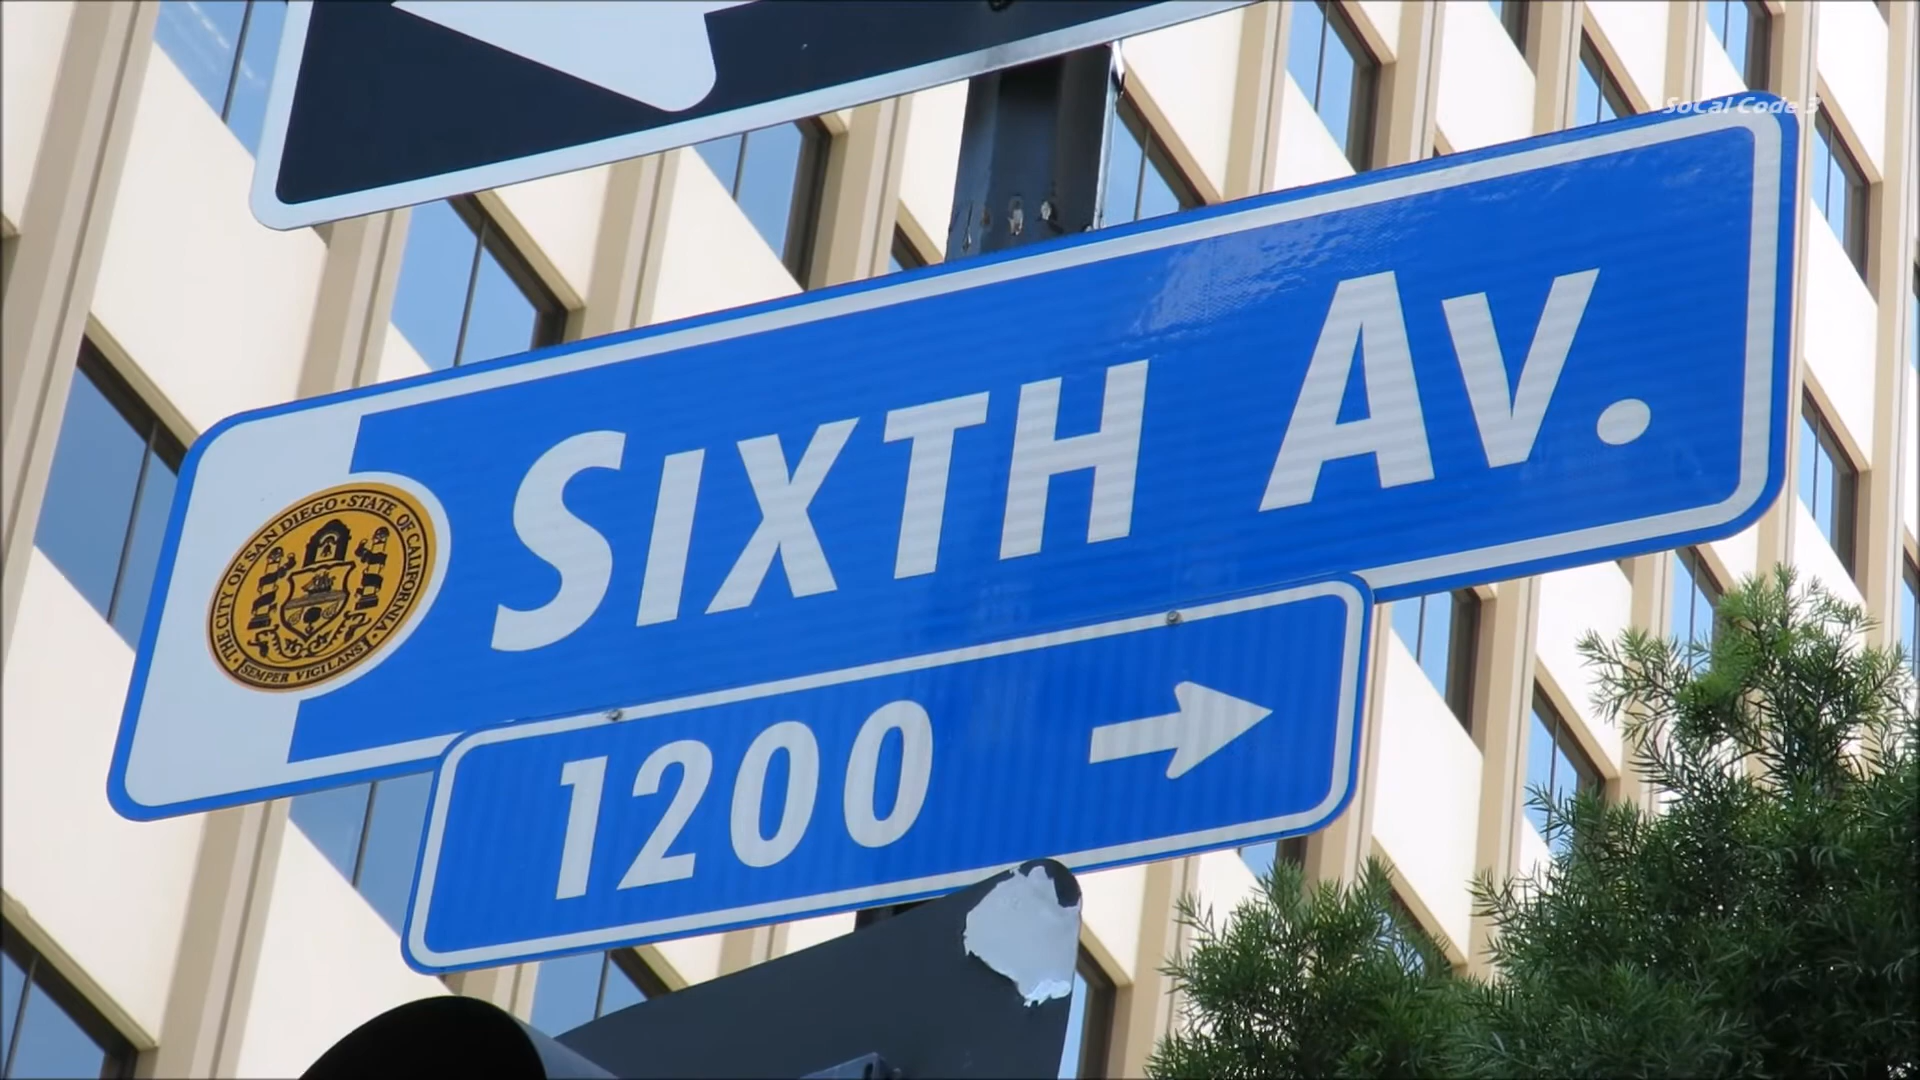 SoCal Code 3
SIXTH AV.
THE CITY OF SAN DIEGO • STATE OF CALIFORNIA •
SEMPER VIGILANS
1200